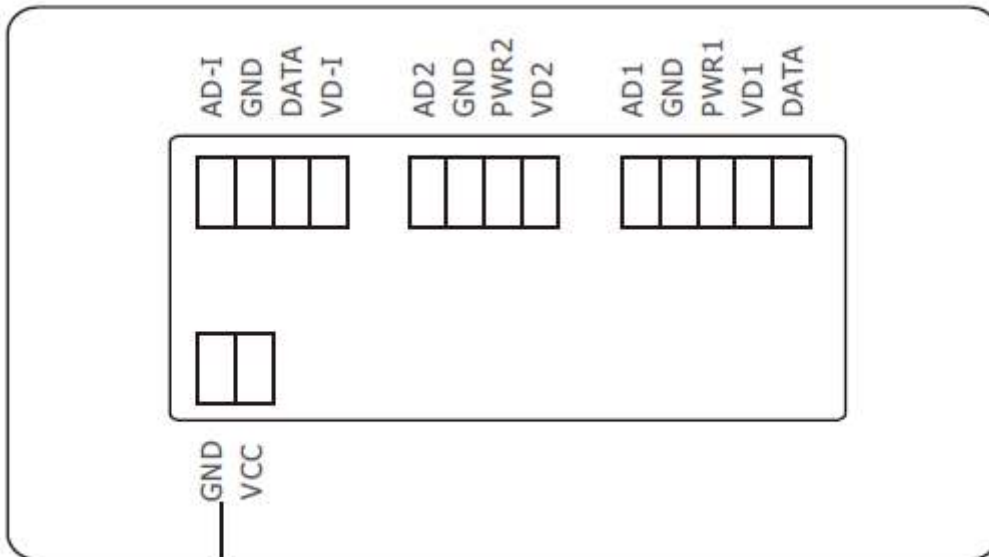 AD-I
GND
DATA
VD-I
AD2
GND
PWR2
VD2
AD1
GND
PWR1
VD1
DATA
GND
VCC